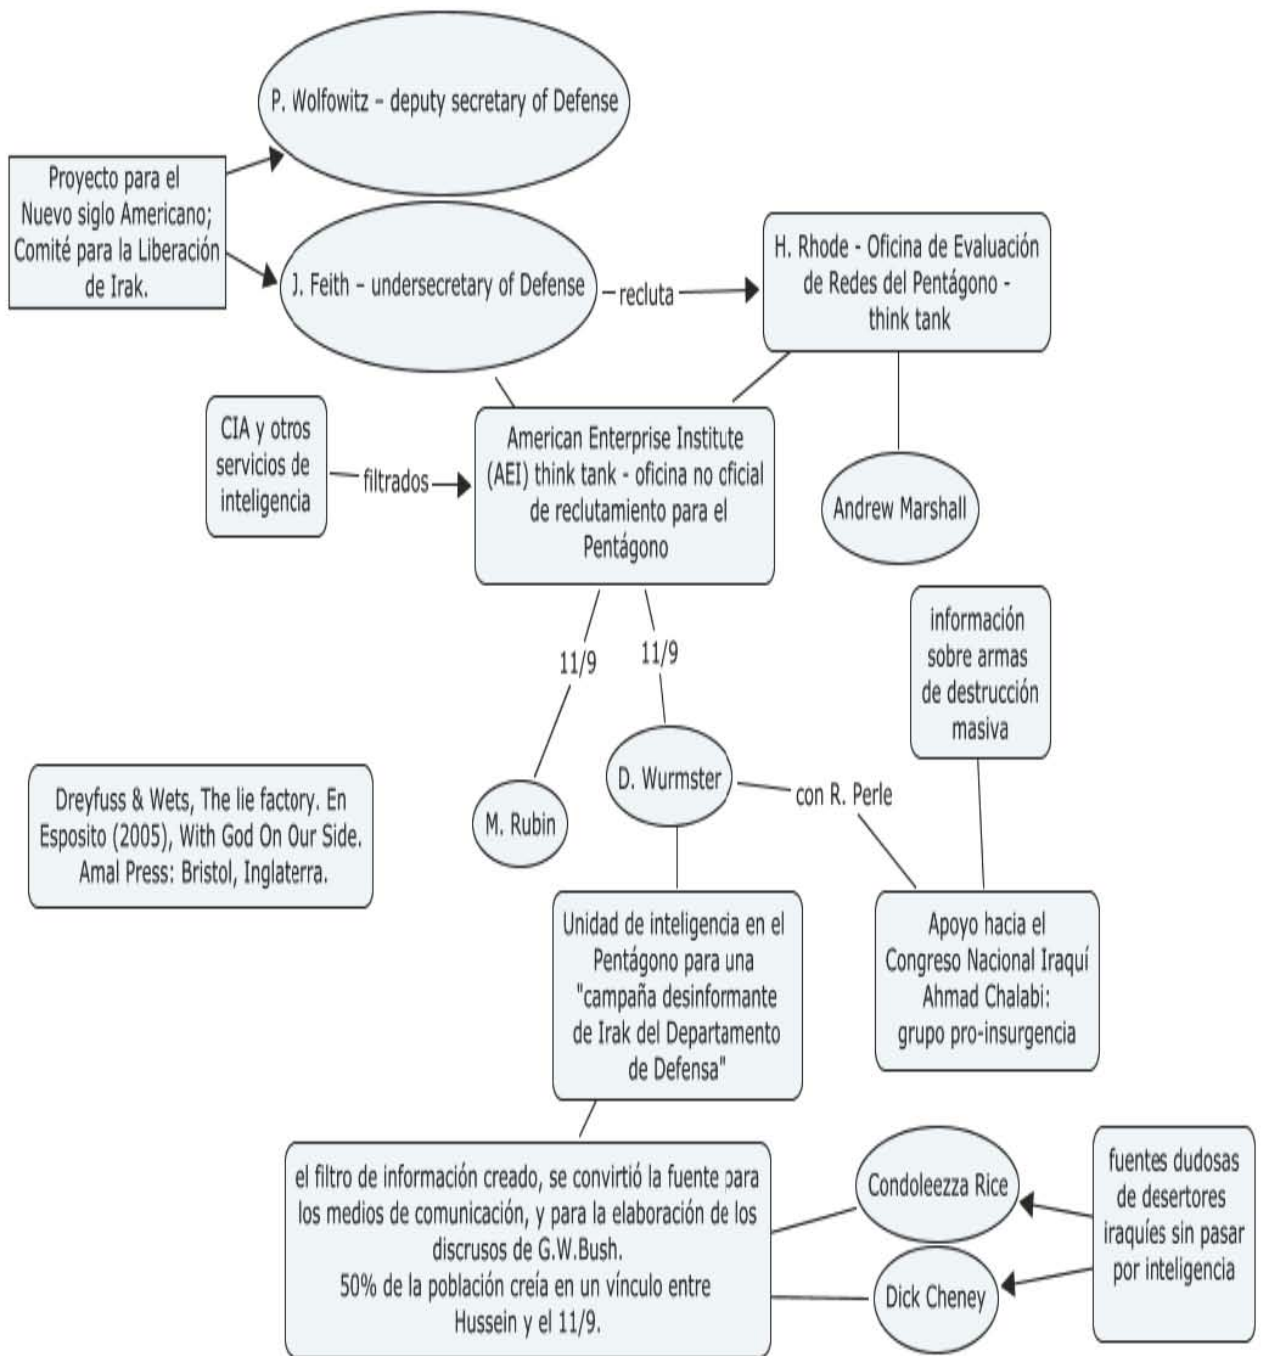 P. Wolfowitz – deputy secretary of Defense
Proyecto para el
Nuevo siglo Americano;
Comité para la Liberación
de Irak.
J. Feith – undersecretary of Defense
recluta
H. Rhode - Oficina de Evaluación
de Redes del Pentágono -
think tank
CIA y otros
servicios de
inteligencia
filtrados
American Enterprise Institute
(AEI) think tank - oficina no oficial
de reclutamiento para el
Pentágono
Andrew Marshall
11/9
11/9
información
sobre armas
de destrucción
masiva
M. Rubin
D. Wurmster
con R. Perle
Dreyfuss & Wets, The lie factory. En
Esposito (2005), With God On Our Side.
Amal Press: Bristol, Inglaterra.
Unidad de inteligencia en el
Pentágono para una
"campaña desinformante
de Irak del Departamento
de Defensa"
Apoyo hacia el
Congreso Nacional Iraquí
Ahmad Chalabi:
grupo pro-insurgencia
el filtro de información creado, se convirtió la fuente para
los medios de comunicación, y para la elaboración de los
discrusos de G.W.Bush.
50% de la población creía en un vínculo entre
Hussein y el 11/9.
Condoleezza Rice
Dick Cheney
fuentes dudosas
de desertores
iraquíes sin pasar
por inteligencia